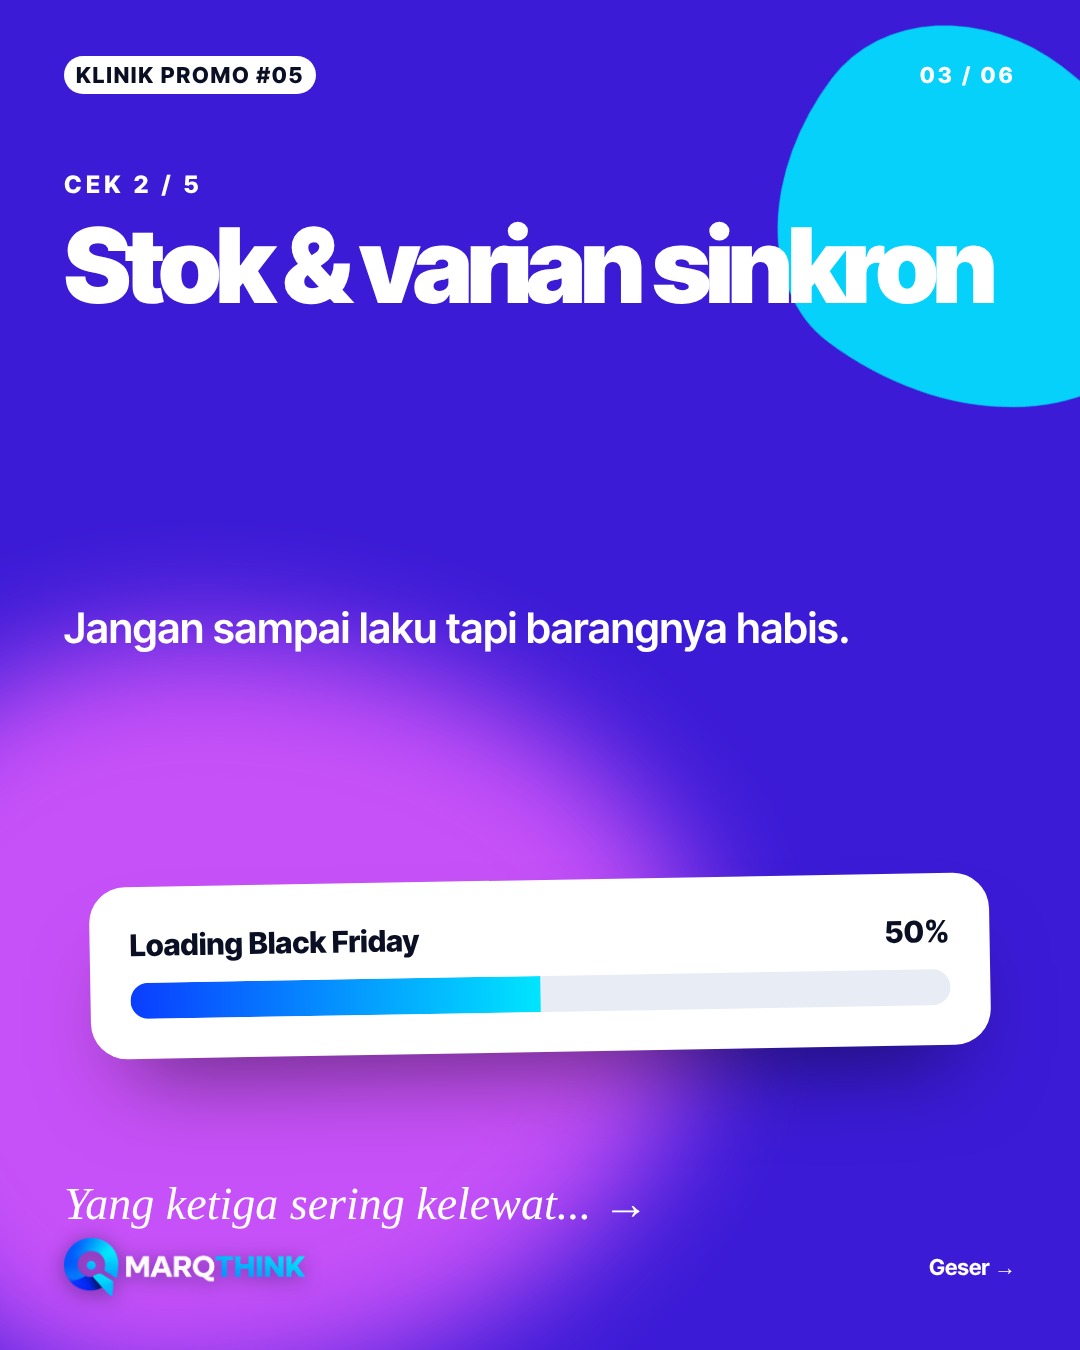 KLINIK PROMO #05
03 / 06
CEK 2 / 5
Stok & varian sinkron
Jangan sampai laku tapi barangnya habis.
Loading Black Friday
50%
Yang ketiga sering kelewat... →
MARQTHINK
Geser →